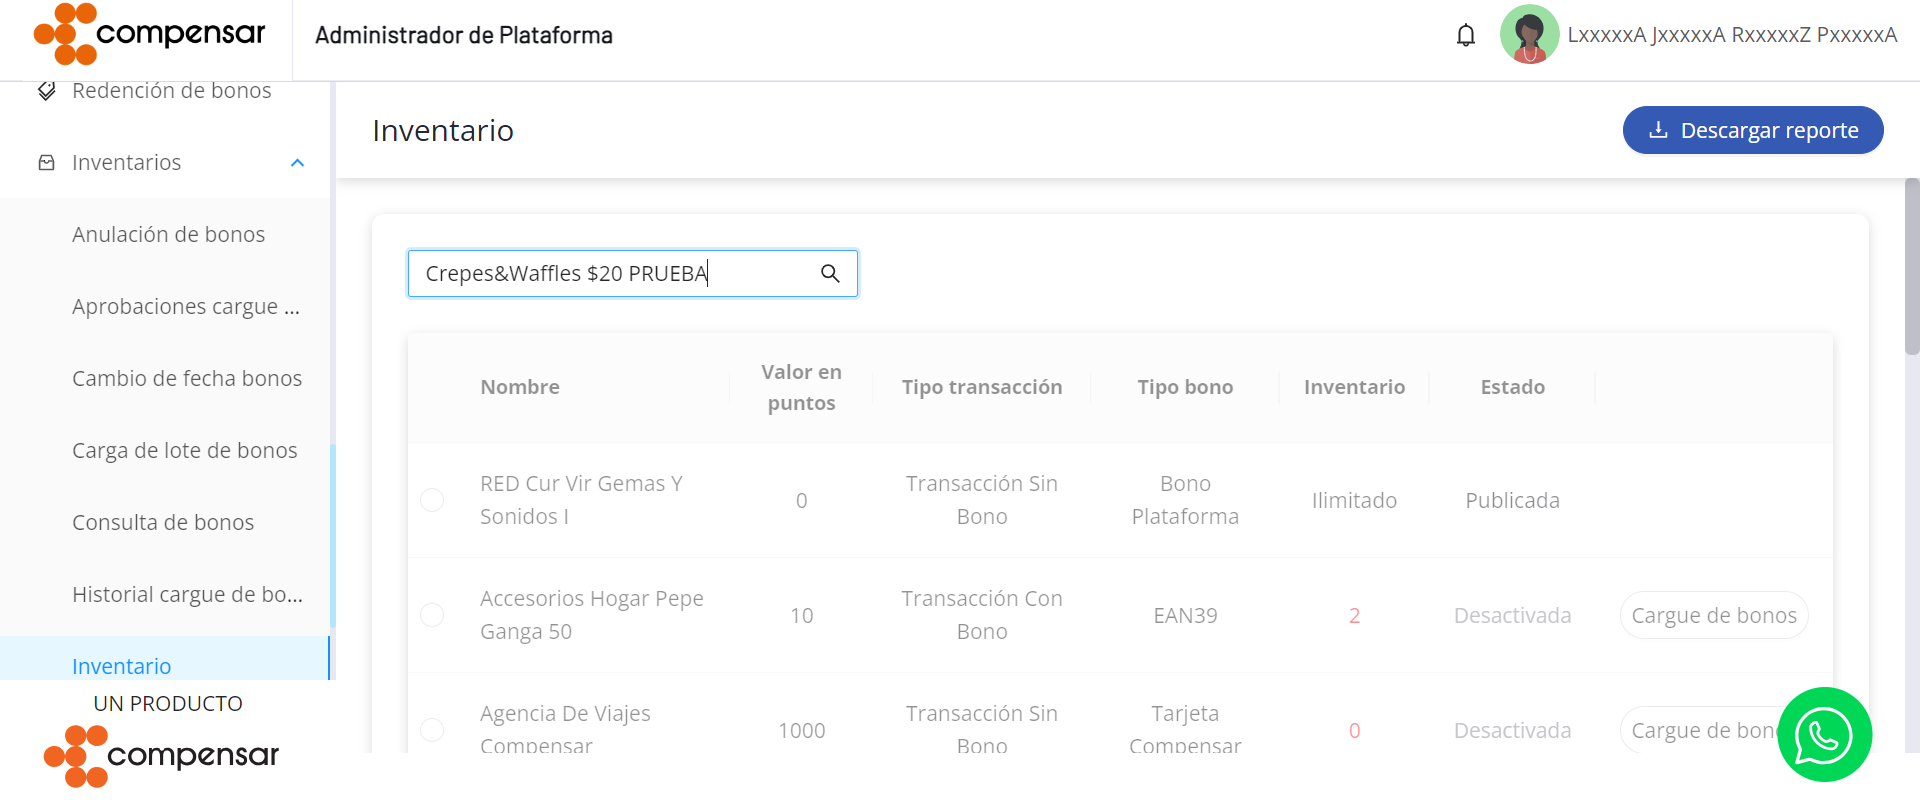 compensar
Administrador de Plataforma
LxxxxxA JxxxxxA RxxxxxZ PxxxxxA
Redención de bonos
Inventarios
Anulación de bonos
Aprobaciones cargue ...
Cambio de fecha bonos
Carga de lote de bonos
Consulta de bonos
Historial cargue de bo...
Inventario
UN PRODUCTO
compensar
Inventario
Descargar reporte
Crepes&Waffles $20 PRUEBA
Nombre
Valor en
puntos
Tipo transacción
Tipo bono
Inventario
Estado
RED Cur Vir Gemas Y
Sonidos I
0
Transacción Sin
Bono
Bono
Plataforma
Ilimitado
Publicada
Accesorios Hogar Pepe
Ganga 50
10
Transacción Con
Bono
EAN39
2
Desactivada
Cargue de bonos
Agencia De Viajes
Compensar
1000
Transacción Sin
Bono
Tarjeta
Compensar
0
Desactivada
Cargue de bon